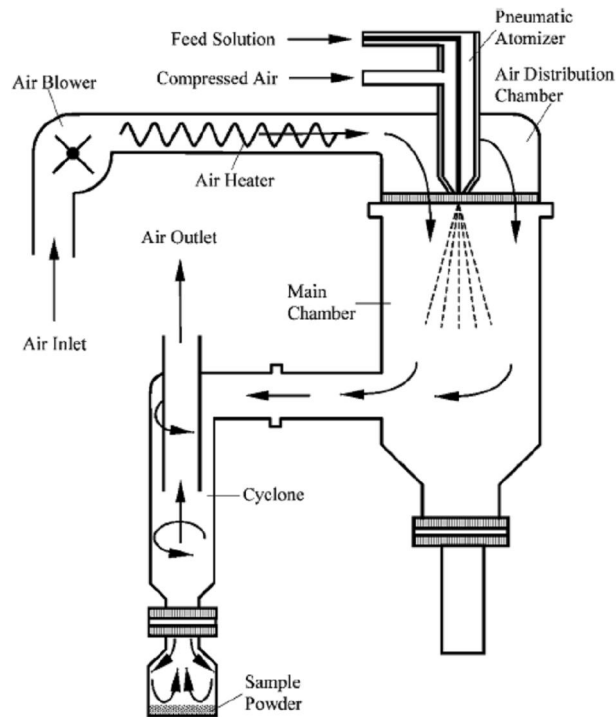 Pneumatic
Atomizer
Feed Solution
Compressed Air
Air Distribution
Chamber
Air Blower
Air Heater
Air Outlet
Main
Chamber
Air Inlet
Cyclone
Sample
Powder